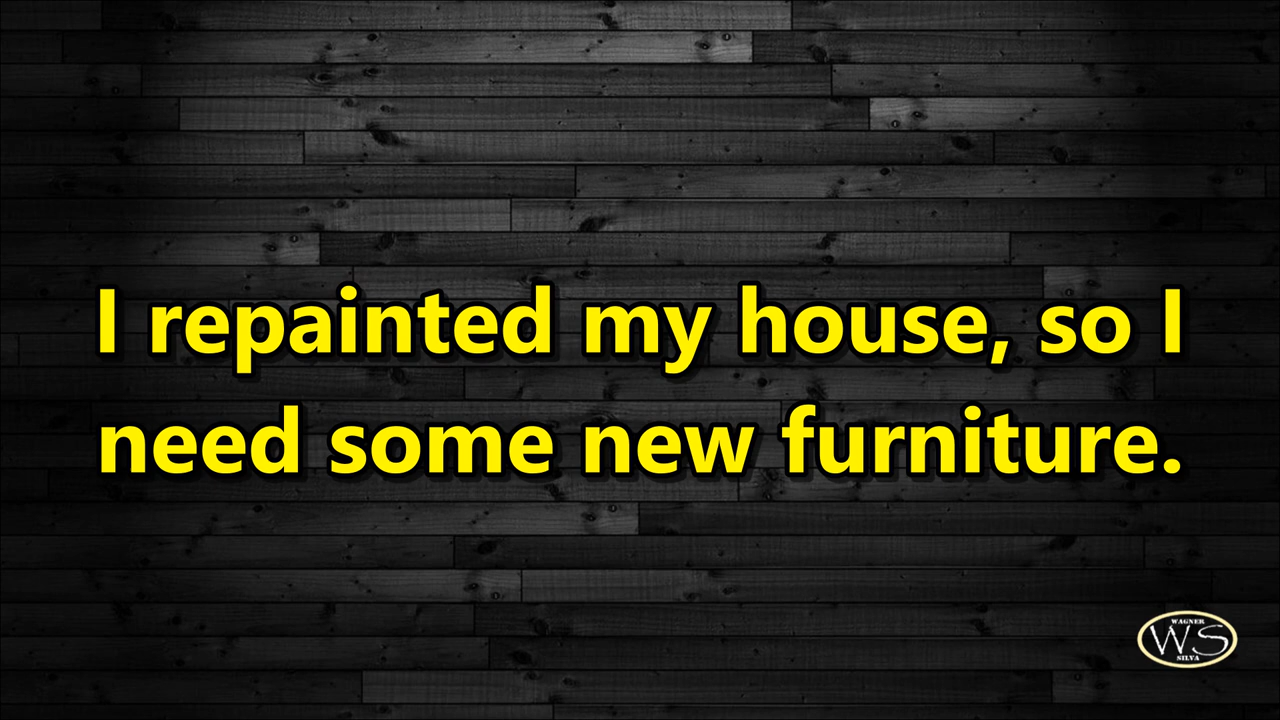 I repainted my house, so I
need some new furniture.
WAGNER
WS
SILVA